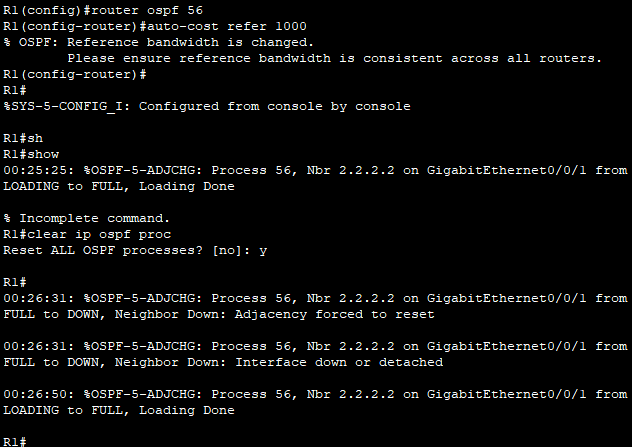 R1(config)#router ospf 56
R1(config-router)#auto-cost refer 1000
% OSPF: Reference bandwidth is changed.
Please ensure reference bandwidth is consistent across all routers.
R1(config-router)#
R1#
%SYS-5-CONFIG_I: Configured from console by console
R1#sh
R1#show
00:25:25: %OSPF-5-ADJCHG: Process 56, Nbr 2.2.2.2 on GigabitEthernet0/0/1 from
LOADING to FULL, Loading Done
% Incomplete command.
R1#clear ip ospf proc
Reset ALL OSPF processes? [no]: y
R1#
00:26:31: %OSPF-5-ADJCHG: Process 56, Nbr 2.2.2.2 on GigabitEthernet0/0/1 from
FULL to DOWN, Neighbor Down: Adjacency forced to reset
00:26:31: %OSPF-5-ADJCHG: Process 56, Nbr 2.2.2.2 on GigabitEthernet0/0/1 from
FULL to DOWN, Neighbor Down: Interface down or detached
00:26:50: %OSPF-5-ADJCHG: Process 56, Nbr 2.2.2.2 on GigabitEthernet0/0/1 from
LOADING to FULL, Loading Done
R1#